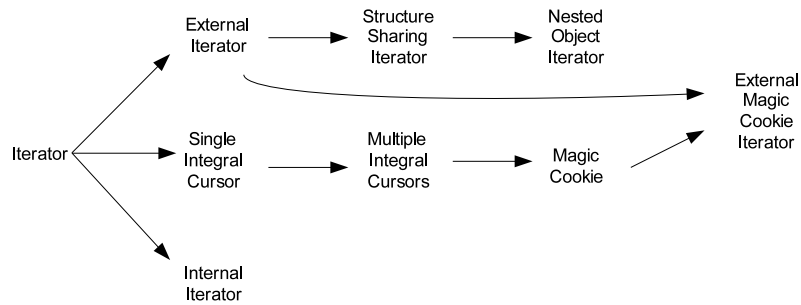 External
Iterator
Structure
Sharing
Iterator
Nested
Object
Iterator
External
Magic
Cookie
Iterator
Iterator
Single
Integral
Cursor
Multiple
Integral
Cursors
Magic
Cookie
Internal
Iterator